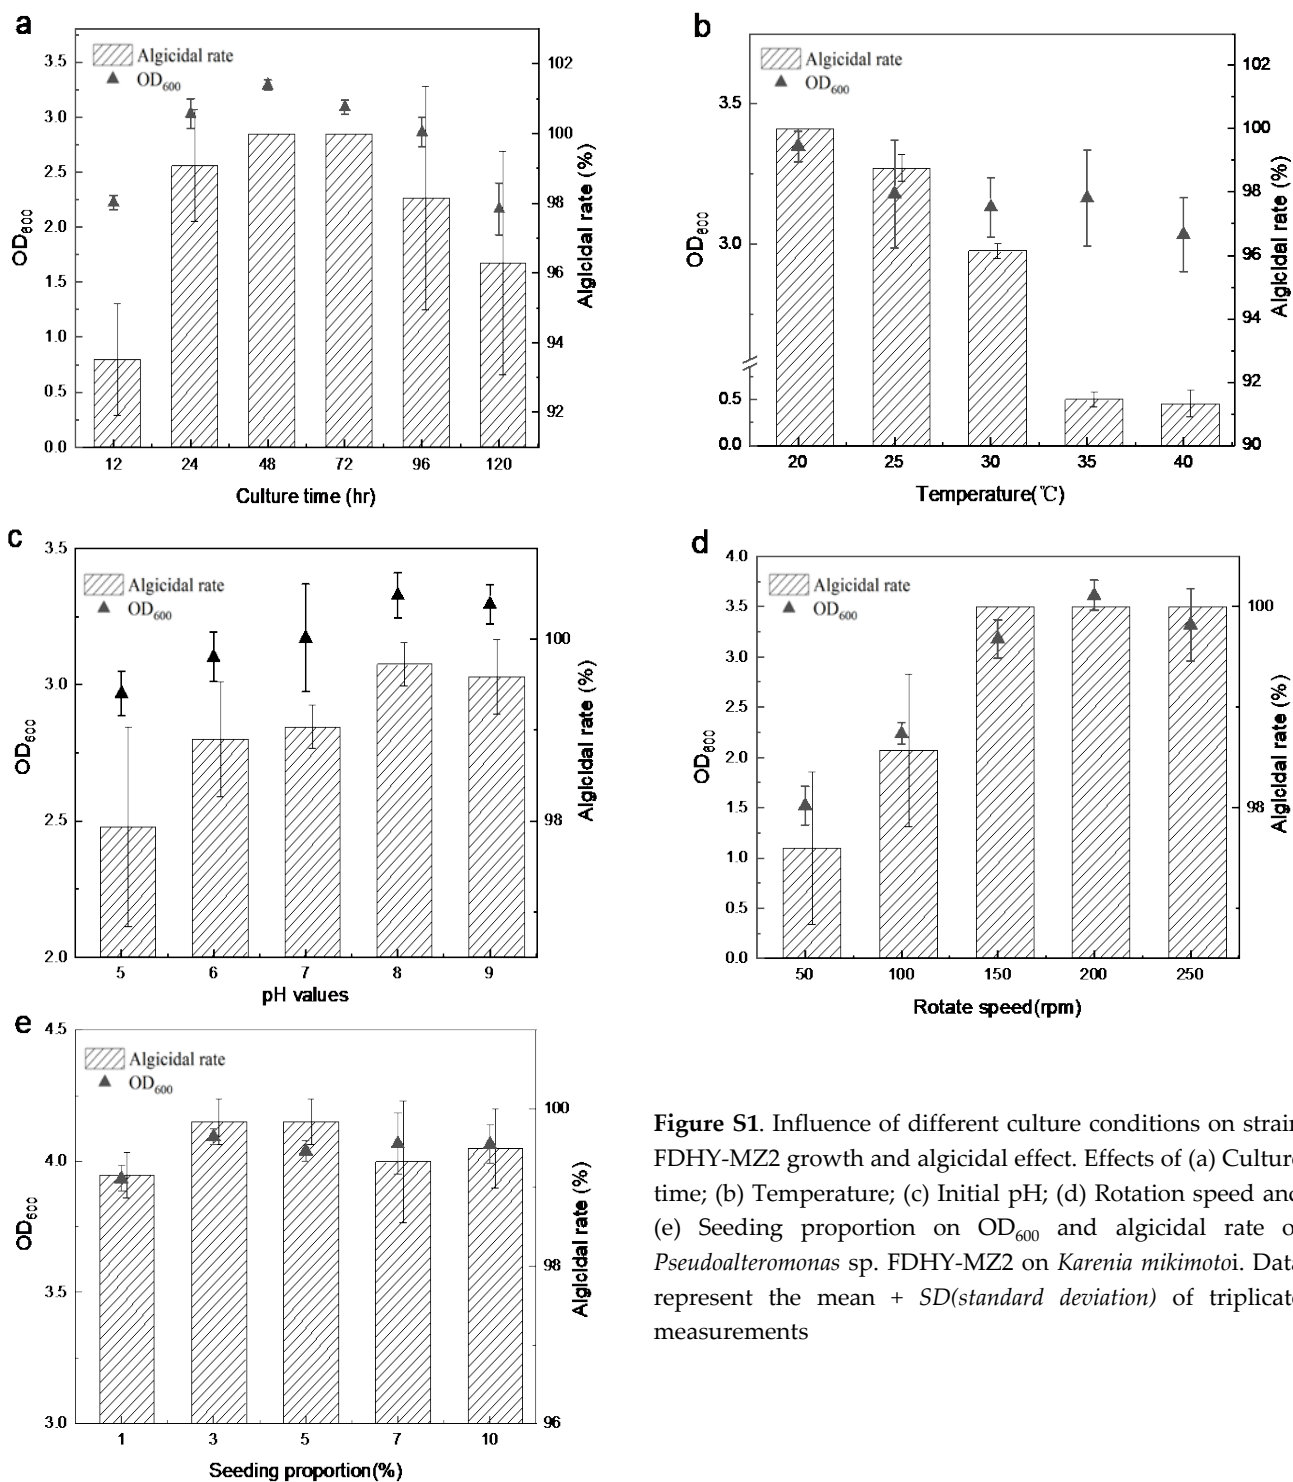 a
Algicidal rate
OD600
3.5
3.0
2.5
2.0
1.5
1.0
0.5
0.0
OD600
102
100
98
96
94
92
Algicidal rate (%)
12 24 48 72 96 120
Culture time (hr)
b
Algicidal rate
OD600
3.5
3.0
0.5
0.0
OD600
102
100
98
96
94
92
90
Algicidal rate (%)
20 25 30 35 40
Temperature(℃)
c
Algicidal rate
OD600
3.5
3.0
2.5
2.0
OD600
100
98
Algicidal rate (%)
5 6 7 8 9
pH values
d
Algicidal rate
OD600
4.0
3.5
3.0
2.5
2.0
1.5
1.0
0.5
0.0
OD600
100
98
Algicidal rate (%)
50 100 150 200 250
Rotate speed(rpm)
e
Algicidal rate
OD600
4.5
4.0
3.5
3.0
OD600
100
98
96
Algicidal rate (%)
1 3 5 7 10
Seeding proportion(%)
Figure S1. Influence of different culture conditions on strain
FDHY-MZ2 growth and algicidal effect. Effects of (a) Culture
time; (b) Temperature; (c) Initial pH; (d) Rotation speed and
(e) Seeding proportion on OD600 and algicidal rate o
Pseudoalteromonas sp. FDHY-MZ2 on Karenia mikimotoi. Data
represent the mean + SD(standard deviation) of triplicate
measurements